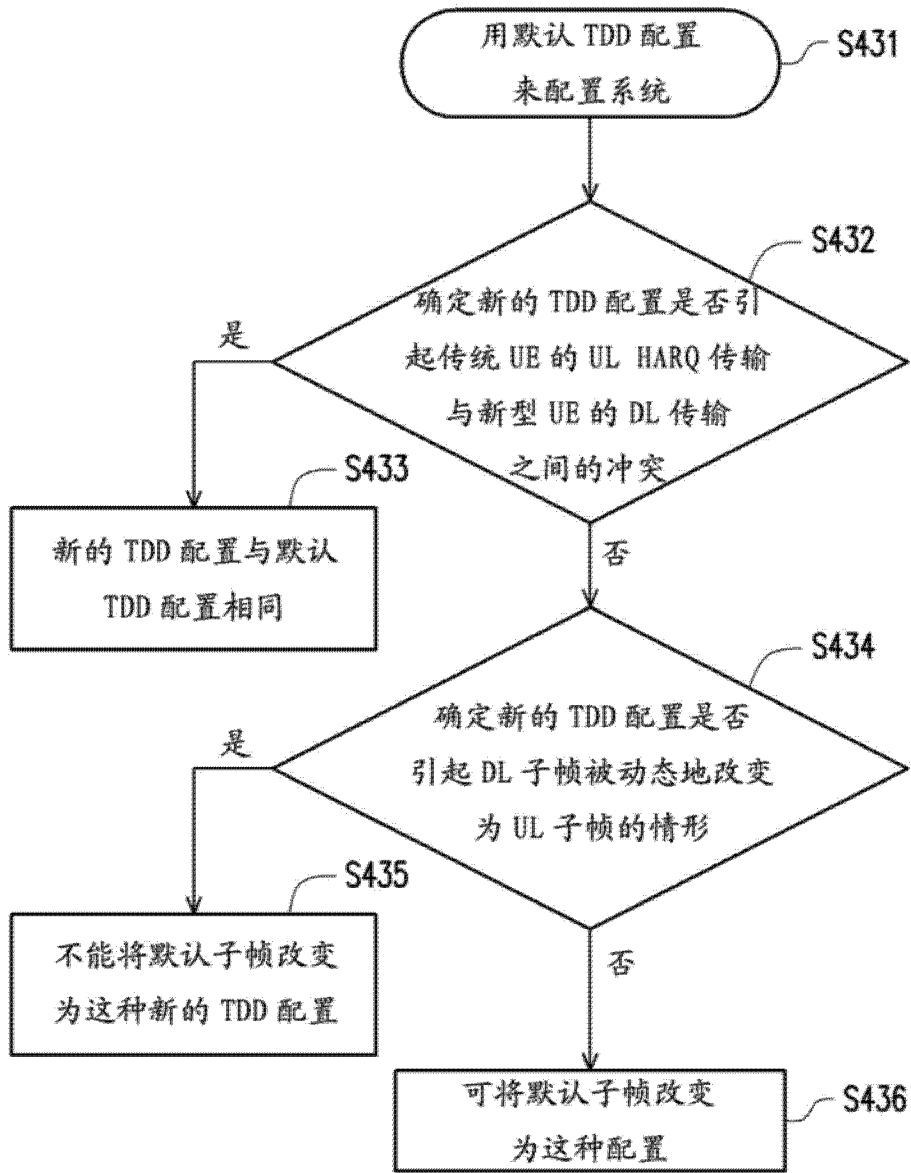 用默认 TDD 配置
来配置系统
S431
S432
确定新的 TDD 配置是否引
起传统 UE 的 UL HARQ 传输
与新型 UE 的 DL 传输
之间的冲突
是
S433
新的 TDD 配置与默认
TDD 配置相同
否
S434
确定新的 TDD 配置是否
引起 DL 子帧被动态地改变
为 UL 子帧的情形
是
S435
不能将默认子帧改变
为这种新的 TDD 配置
否
可将默认子帧改变
为这种配置
S436